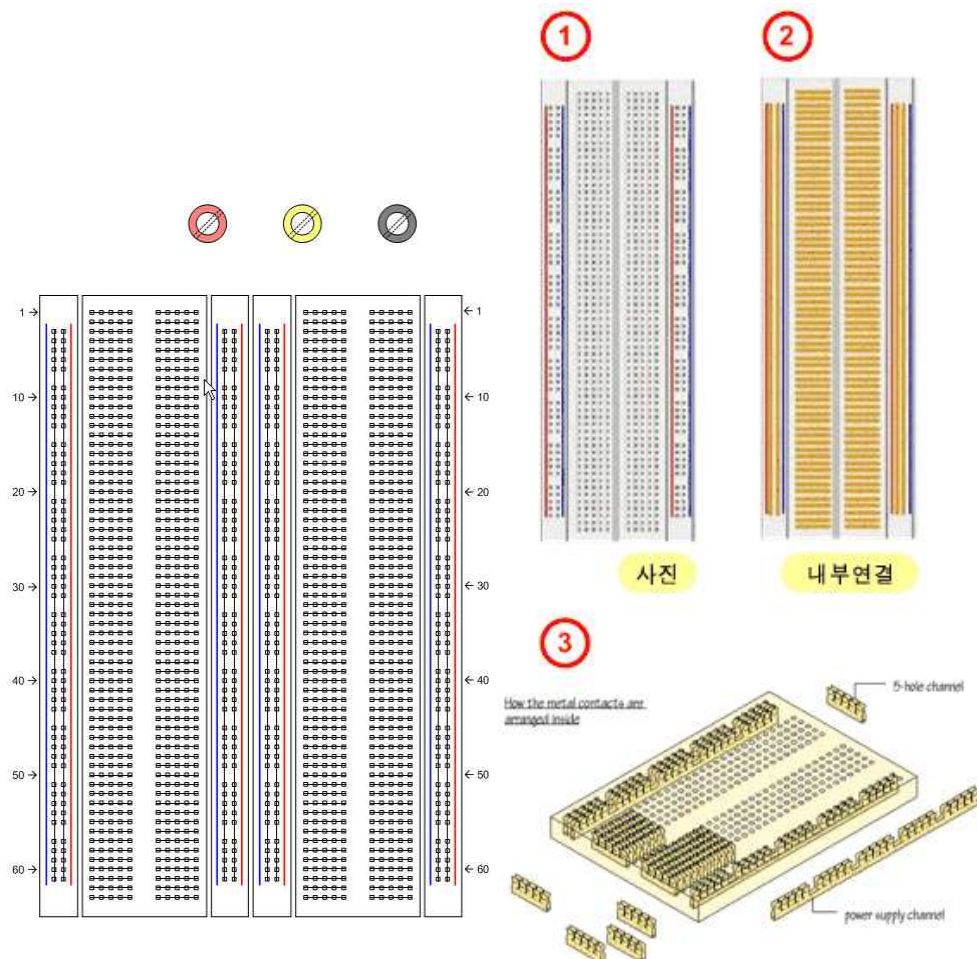 1 → ← 1
10 → ← 10
20 → ← 20
30 → ← 30
40 → ← 40
50 → ← 50
60 → ← 60
1
2
사진
내부연결
3
How the metal contacts are
arranged inside
5-hole channel
power supply channel